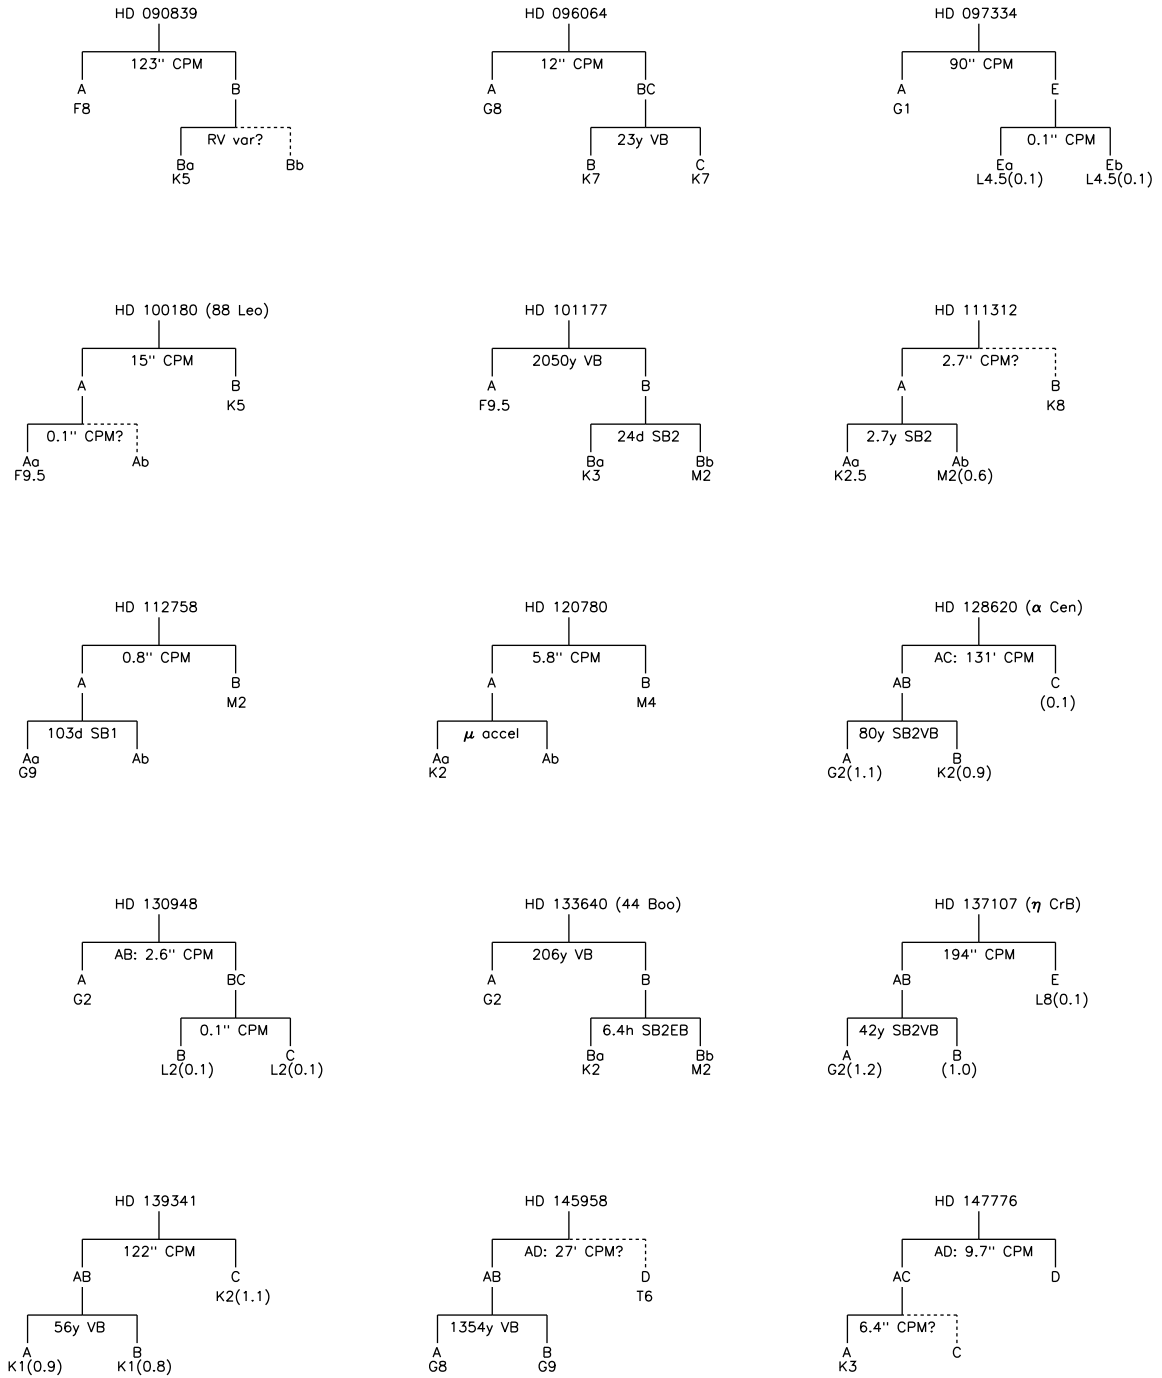 HD 090839
123" CPM
A
B
F8
RV var?
Ba
Bb
K5
HD 096064
12" CPM
A
BC
G8
23y VB
B
C
K7
K7
HD 097334
90" CPM
A
E
G1
0.1" CPM
Ea
Eb
L4.5(0.1)
L4.5(0.1)
HD 100180 (88 Leo)
15" CPM
A
B
K5
0.1" CPM?
Aa
Ab
F9.5
HD 101177
2050y VB
A
B
F9.5
24d SB2
Ba
Bb
K3
M2
HD 111312
2.7" CPM?
A
B
K8
2.7y SB2
Aa
Ab
K2.5
M2(0.6)
HD 112758
0.8" CPM
A
B
M2
103d SB1
Aa
Ab
G9
HD 120780
5.8" CPM
A
B
M4
μ accel
Aa
Ab
K2
HD 128620 (α Cen)
AC: 131' CPM
AB
C
(0.1)
80y SB2VB
A
B
G2(1.1)
K2(0.9)
HD 130948
AB: 2.6" CPM
A
BC
G2
0.1" CPM
B
C
L2(0.1)
L2(0.1)
HD 133640 (44 Boo)
206y VB
A
B
G2
6.4h SB2EB
Ba
Bb
K2
M2
HD 137107 (η CrB)
194" CPM
AB
E
L8(0.1)
42y SB2VB
A
B
G2(1.2)
(1.0)
HD 139341
122" CPM
AB
C
K2(1.1)
56y VB
A
B
K1(0.9)
K1(0.8)
HD 145958
AD: 27' CPM?
AB
D
T6
1354y VB
A
B
G8
G9
HD 147776
AD: 9.7" CPM
AC
D
6.4" CPM?
A
C
K3